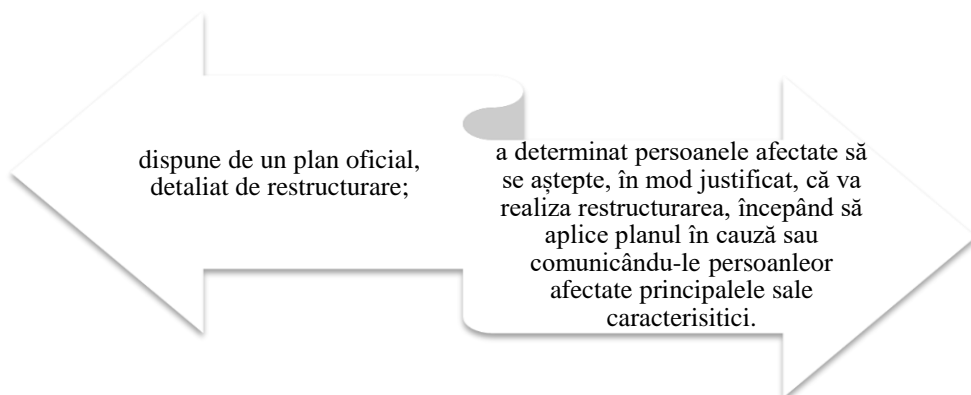 dispune de un plan oficial,
detaliat de restructurare;
a determinat persoanele afectate să
se aștepte, în mod justificat, că va
realiza restructurarea, începând să
aplice planul în cauză sau
comunicându-le persoanleor
afectate principalele sale
caracterisitici.